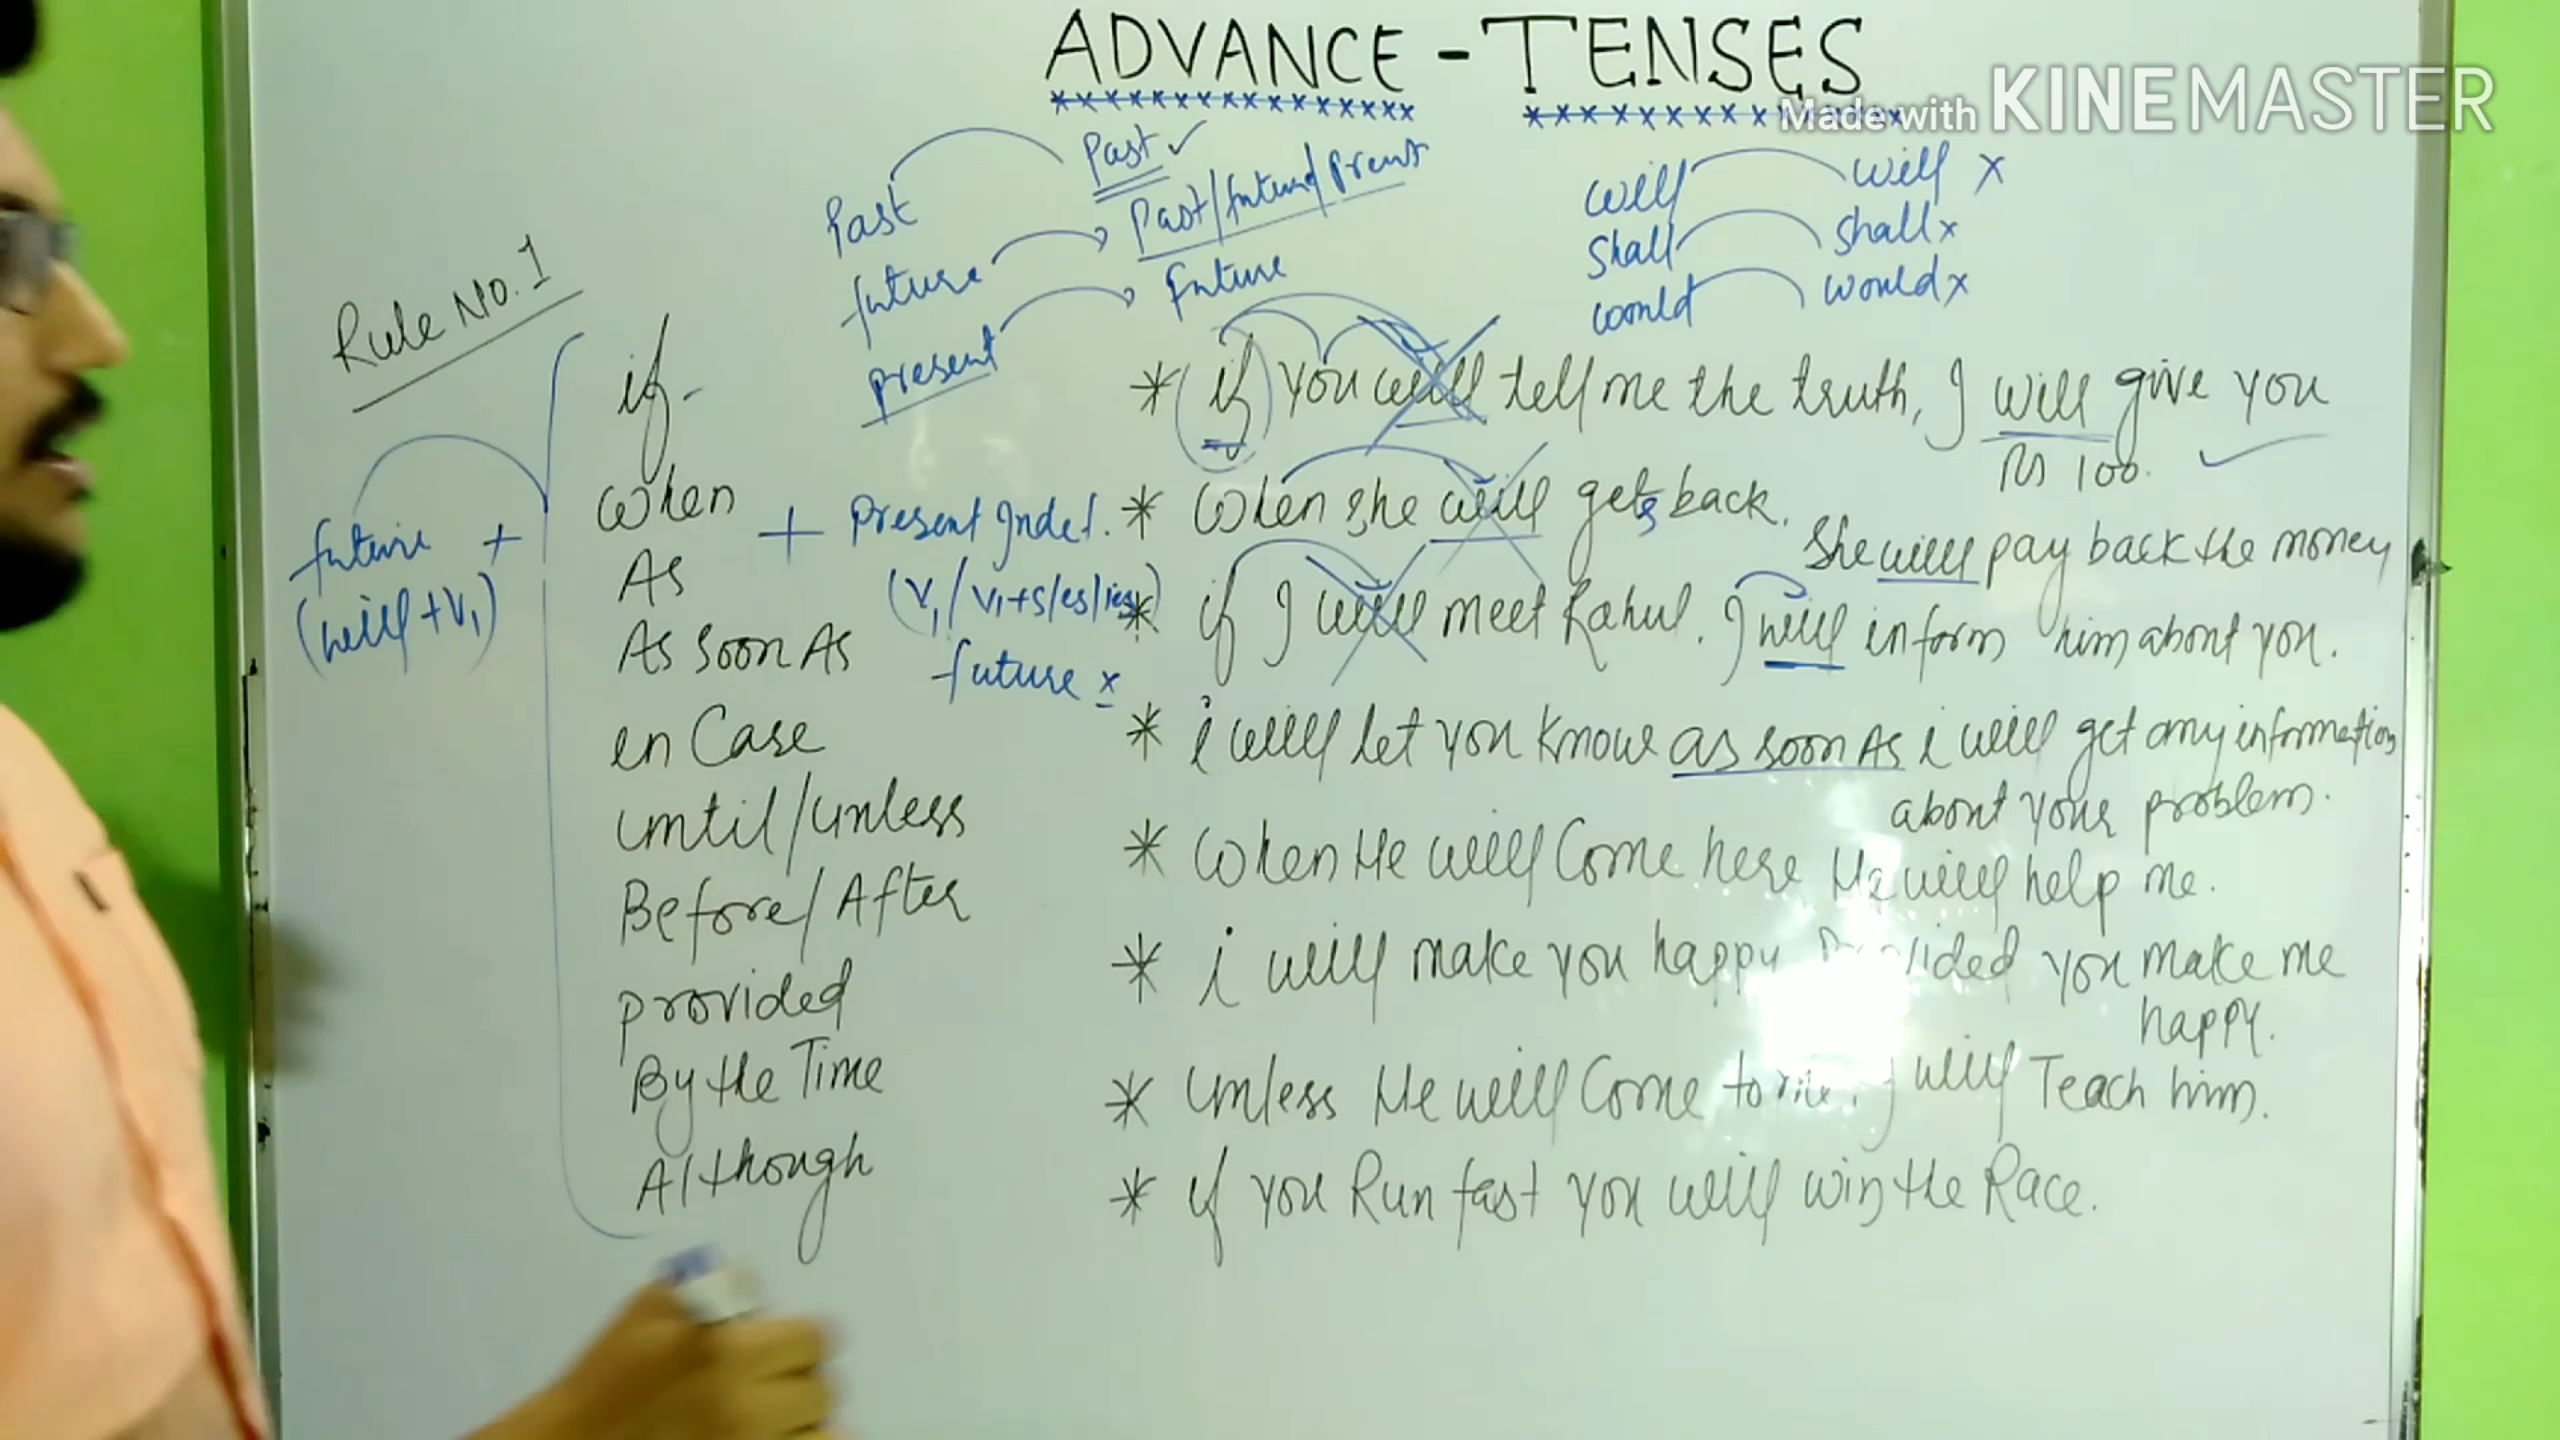 ADVANCE - TENSES
Made with KINEMASTER
Past Past ✓
future Past/future/Present
present future
will will x
Shall Shall x
would would x
Rule No. 1
future +
(will + V1)
if -
When
As
As soon As
en Case
until/unless
Before/After
provided
By the Time
Although
+ Present Indef.
(V1/V1+s/es/ies)
future x
* if you will tell me the truth, I will give you
Rs 100.
* When she will gets back.
She will pay back the money
* if I will meet Rahul. I will inform him about you.
* i will let you know as soon As i will get any information
about your problem.
* When He will Come here He will help me.
* i will make you happy Provided you make me
happy.
* unless He will Come to me. I will Teach him.
* if you Run fast you will win the Race.